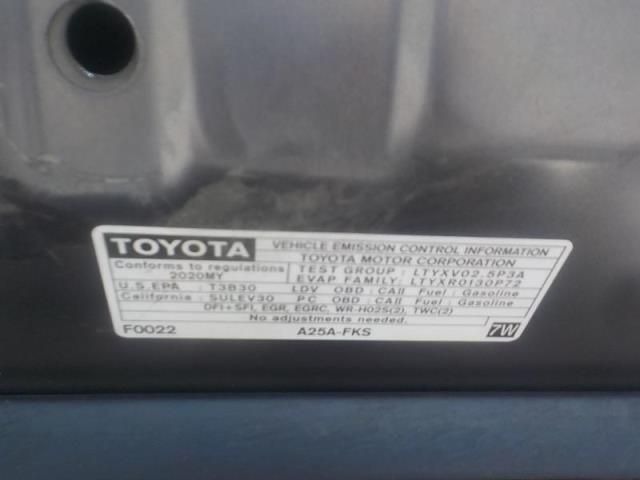 TOYOTA
VEHICLE EMISSION CONTROL INFORMATION
TOYOTA MOTOR CORPORATION
Conforms to regulations
2020MY
TEST GROUP : LTYXV02.5P3A
EVAP FAMILY: LTYXR0130P72
U.S.EPA : T3B30 LDV OBD : CAII Fuel : Gasoline
California : SULEV30 PC OBD : CAII Fuel : Gasoline
DFI+SFI, EGR, EGRC, WR-HO2S(2), TWC(2)
No adjustments needed.
F0022 A25A-FKS 7W